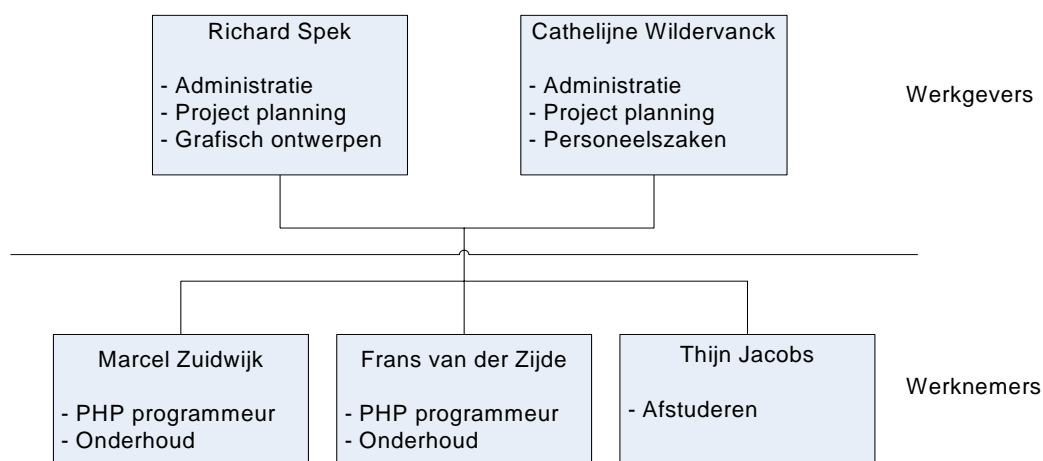 Richard Spek
- Administratie
- Project planning
- Grafisch ontwerpen
Cathelijne Wildervanck
- Administratie
- Project planning
- Personeelszaken
Werkgevers
Marcel Zuidwijk
- PHP programmeur
- Onderhoud
Frans van der Zijde
- PHP programmeur
- Onderhoud
Thijn Jacobs
- Afstuderen
Werknemers